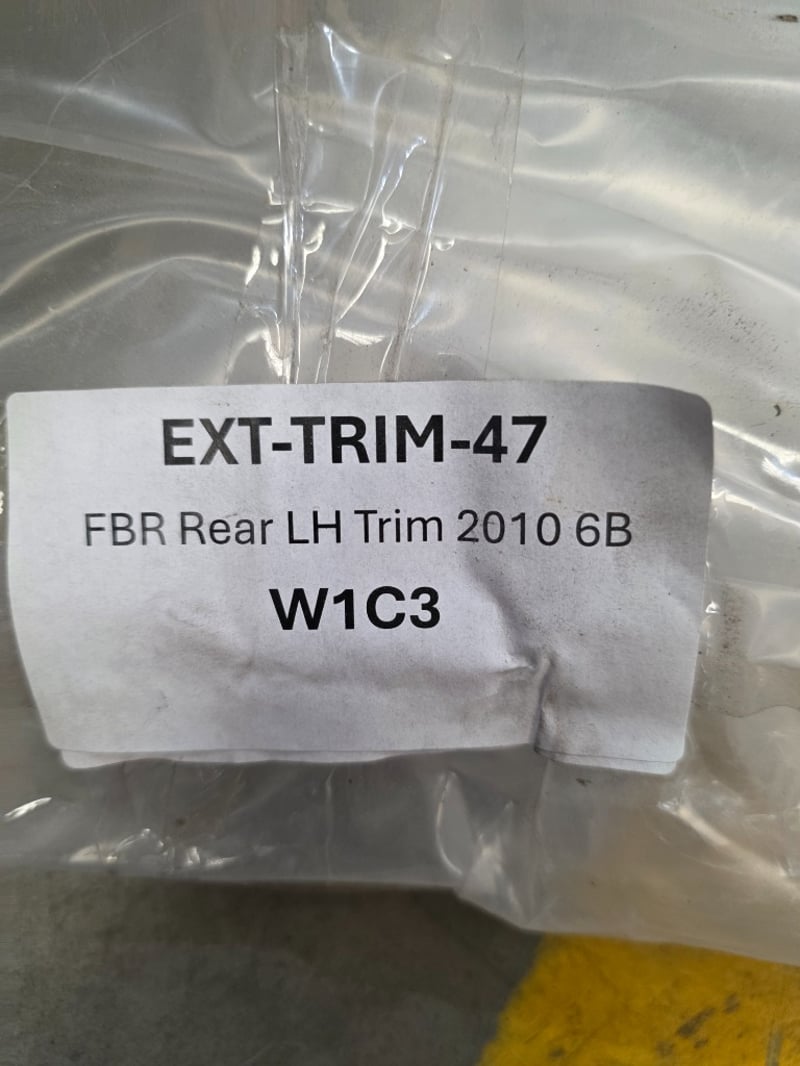 EXT-TRIM-47
FBR Rear LH Trim 2010 6B
W1C3